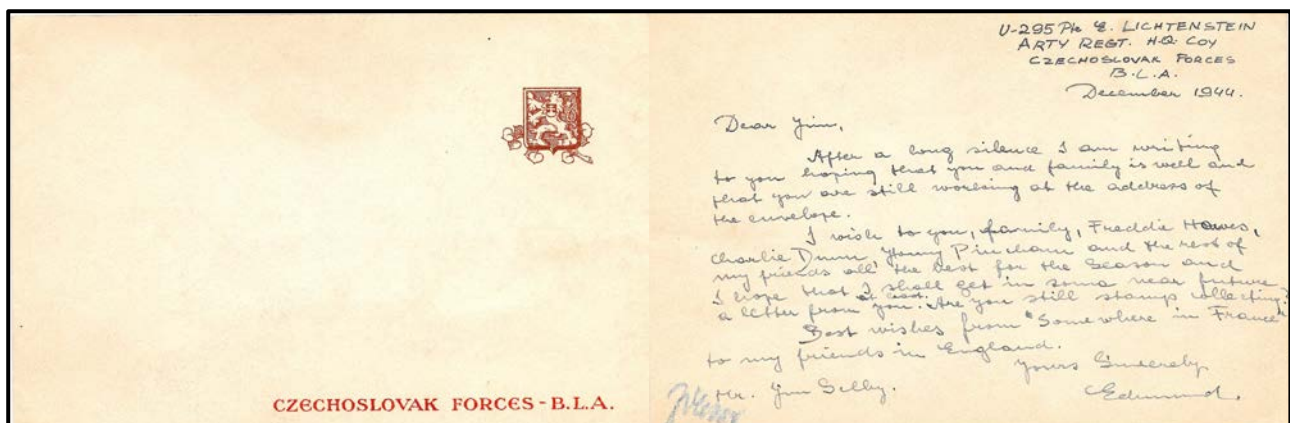 CZECHOSLOVAK FORCES - B.L.A.
U-295 Pte E. LICHTENSTEIN
ARTY REGT. H.Q. COY
CZECHOSLOVAK FORCES
B.L.A.
December 1944.
Dear Jim,
After a long silence I am writing
to you hoping that you and family is well and
that you are still working at the address of
the envelope.
I wish to you, family, Freddie Hawes,
Charlie Dunn, young Pincham and the rest of
my friends all the best for the Season and
I hope that I shall get in some near future
at least
a letter from you. Are you still stamp collecting?
Best wishes from "Somewhere in France"
to my friends in England.
Yours Sincerely
Mr. Jim Selby.
Edmund.